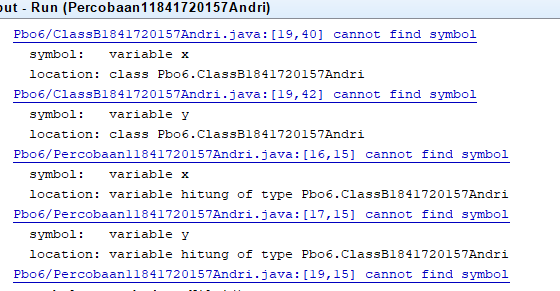 out - Run (Percobaan11841720157Andri)
Pbo6/ClassB1841720157Andri.java:[19,40] cannot find symbol
symbol: variable x
location: class Pbo6.ClassB1841720157Andri
Pbo6/ClassB1841720157Andri.java:[19,42] cannot find symbol
symbol: variable y
location: class Pbo6.ClassB1841720157Andri
Pbo6/Percobaan11841720157Andri.java:[16,15] cannot find symbol
symbol: variable x
location: variable hitung of type Pbo6.ClassB1841720157Andri
Pbo6/Percobaan11841720157Andri.java:[17,15] cannot find symbol
symbol: variable y
location: variable hitung of type Pbo6.ClassB1841720157Andri
Pbo6/Percobaan11841720157Andri.java:[19,15] cannot find symbol